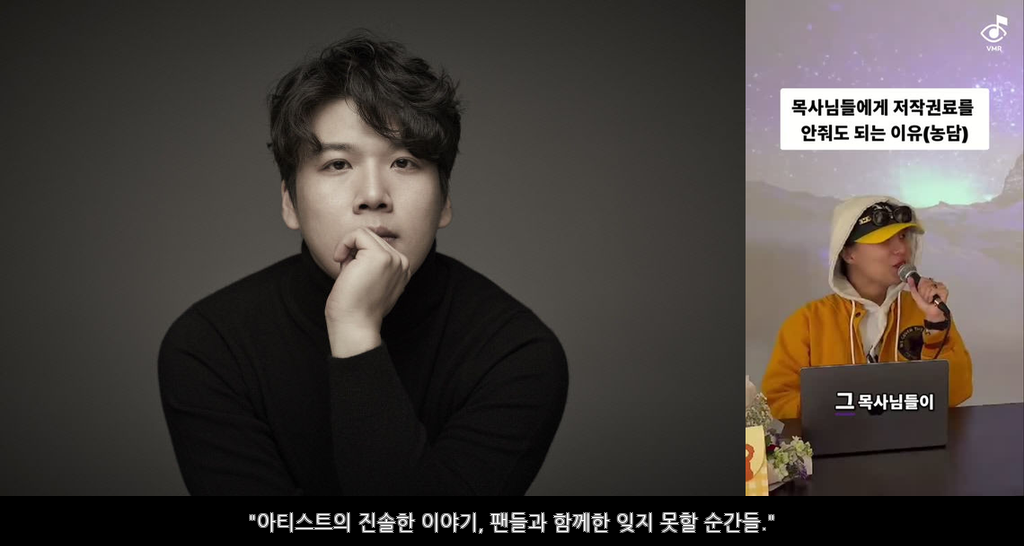 VMR
목사님들에게 저작권료를
안줘도 되는 이유(농담)
그 목사님들이
"아티스트의 진솔한 이야기, 팬들과 함께한 잊지 못할 순간들."